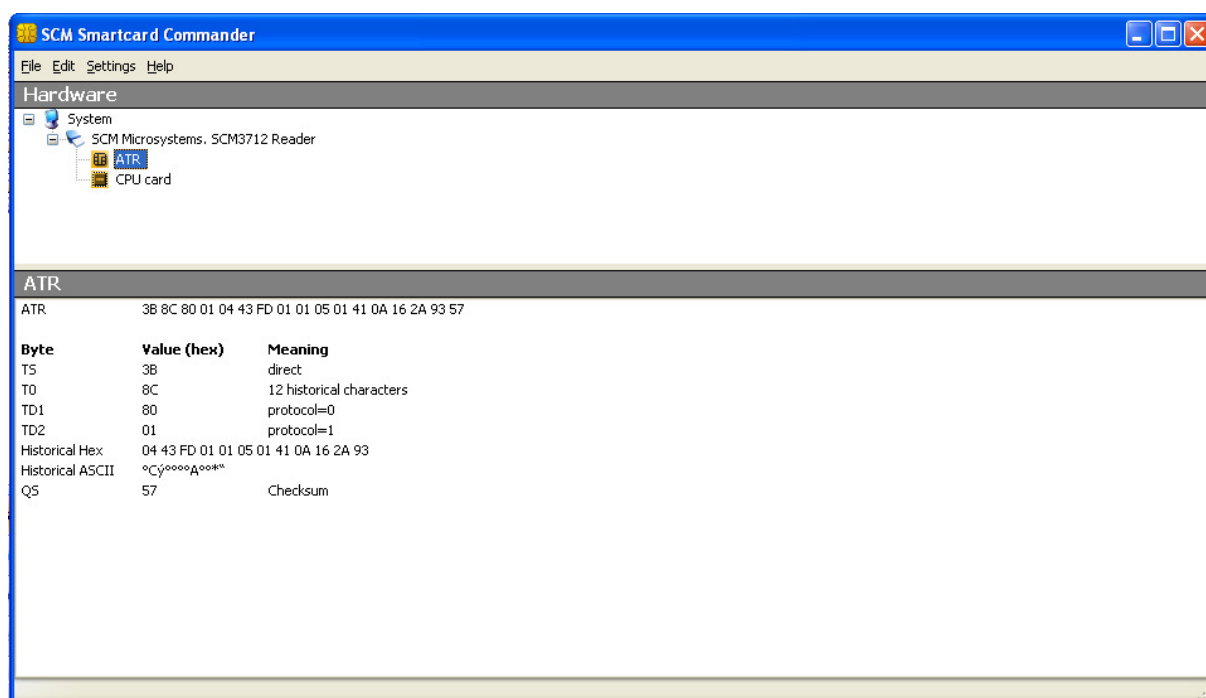 SCM Smartcard Commander
File Edit Settings Help
Hardware
System
SCM Microsystems. SCM3712 Reader
ATR
CPU card
ATR
ATR 3B 8C 80 01 04 43 FD 01 01 05 01 41 0A 16 2A 93 57
Byte Value (hex) Meaning
TS 3B direct
T0 8C 12 historical characters
TD1 80 protocol=0
TD2 01 protocol=1
Historical Hex 04 43 FD 01 01 05 01 41 0A 16 2A 93
Historical ASCII °Cý°°°°A°°*“
QS 57 Checksum